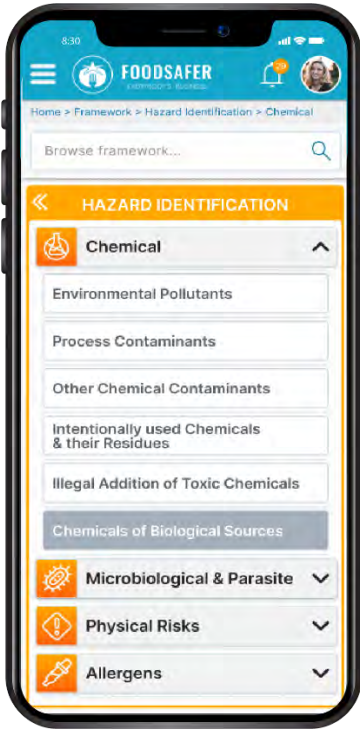 8:30
FOODSAFER
EVERYBODY'S BUSINESS
Home > Framework > Hazard Identification > Chemical
Browse framework...
HAZARD IDENTIFICATION
Chemical
Environmental Pollutants
Process Contaminants
Other Chemical Contaminants
Intentionally used Chemicals
& their Residues
Illegal Addition of Toxic Chemicals
Chemicals of Biological Sources
Microbiological & Parasite
Physical Risks
Allergens